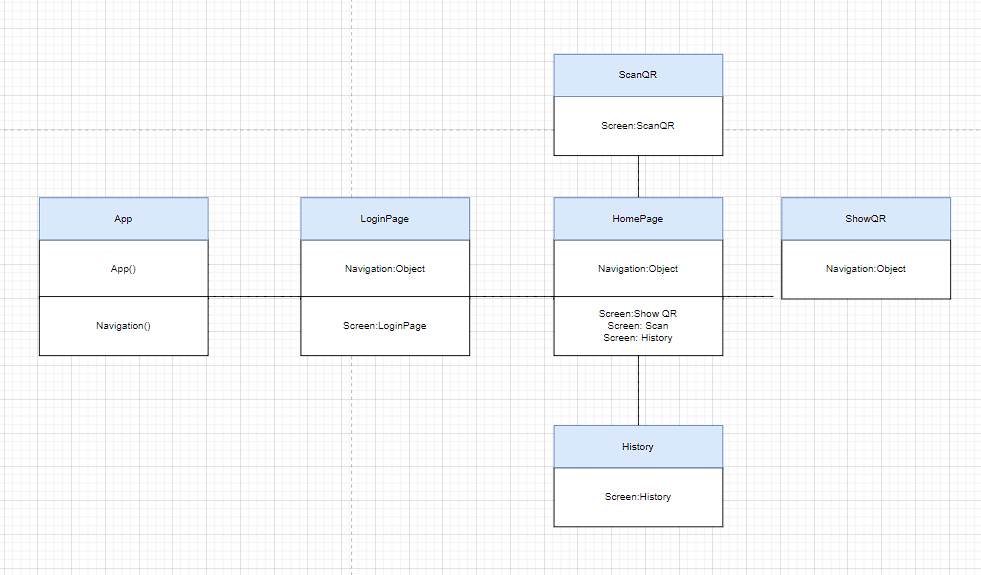 ScanQR
Screen:ScanQR
App
App()
Navigation()
LoginPage
Navigation:Object
Screen:LoginPage
HomePage
Navigation:Object
Screen:Show QR
Screen: Scan
Screen: History
ShowQR
Navigation:Object
History
Screen:History